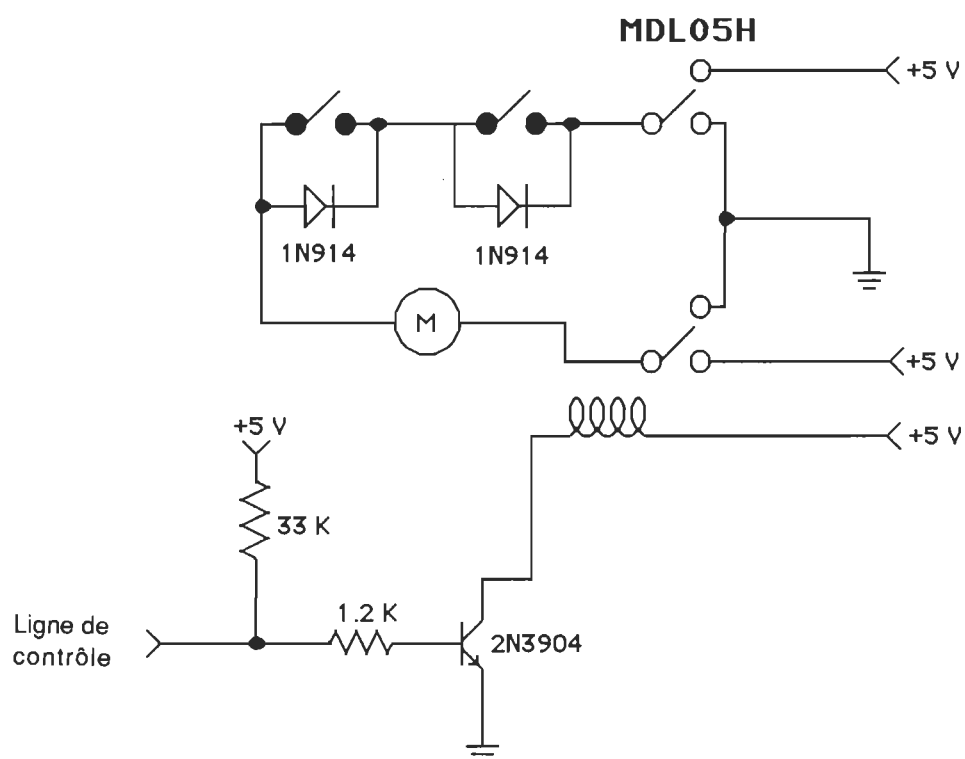 MDL05H
+5 V
1N914
1N914
M
+5 V
+5 V
+5 V
33 K
1.2 K
Ligne de
contrôle
2N3904